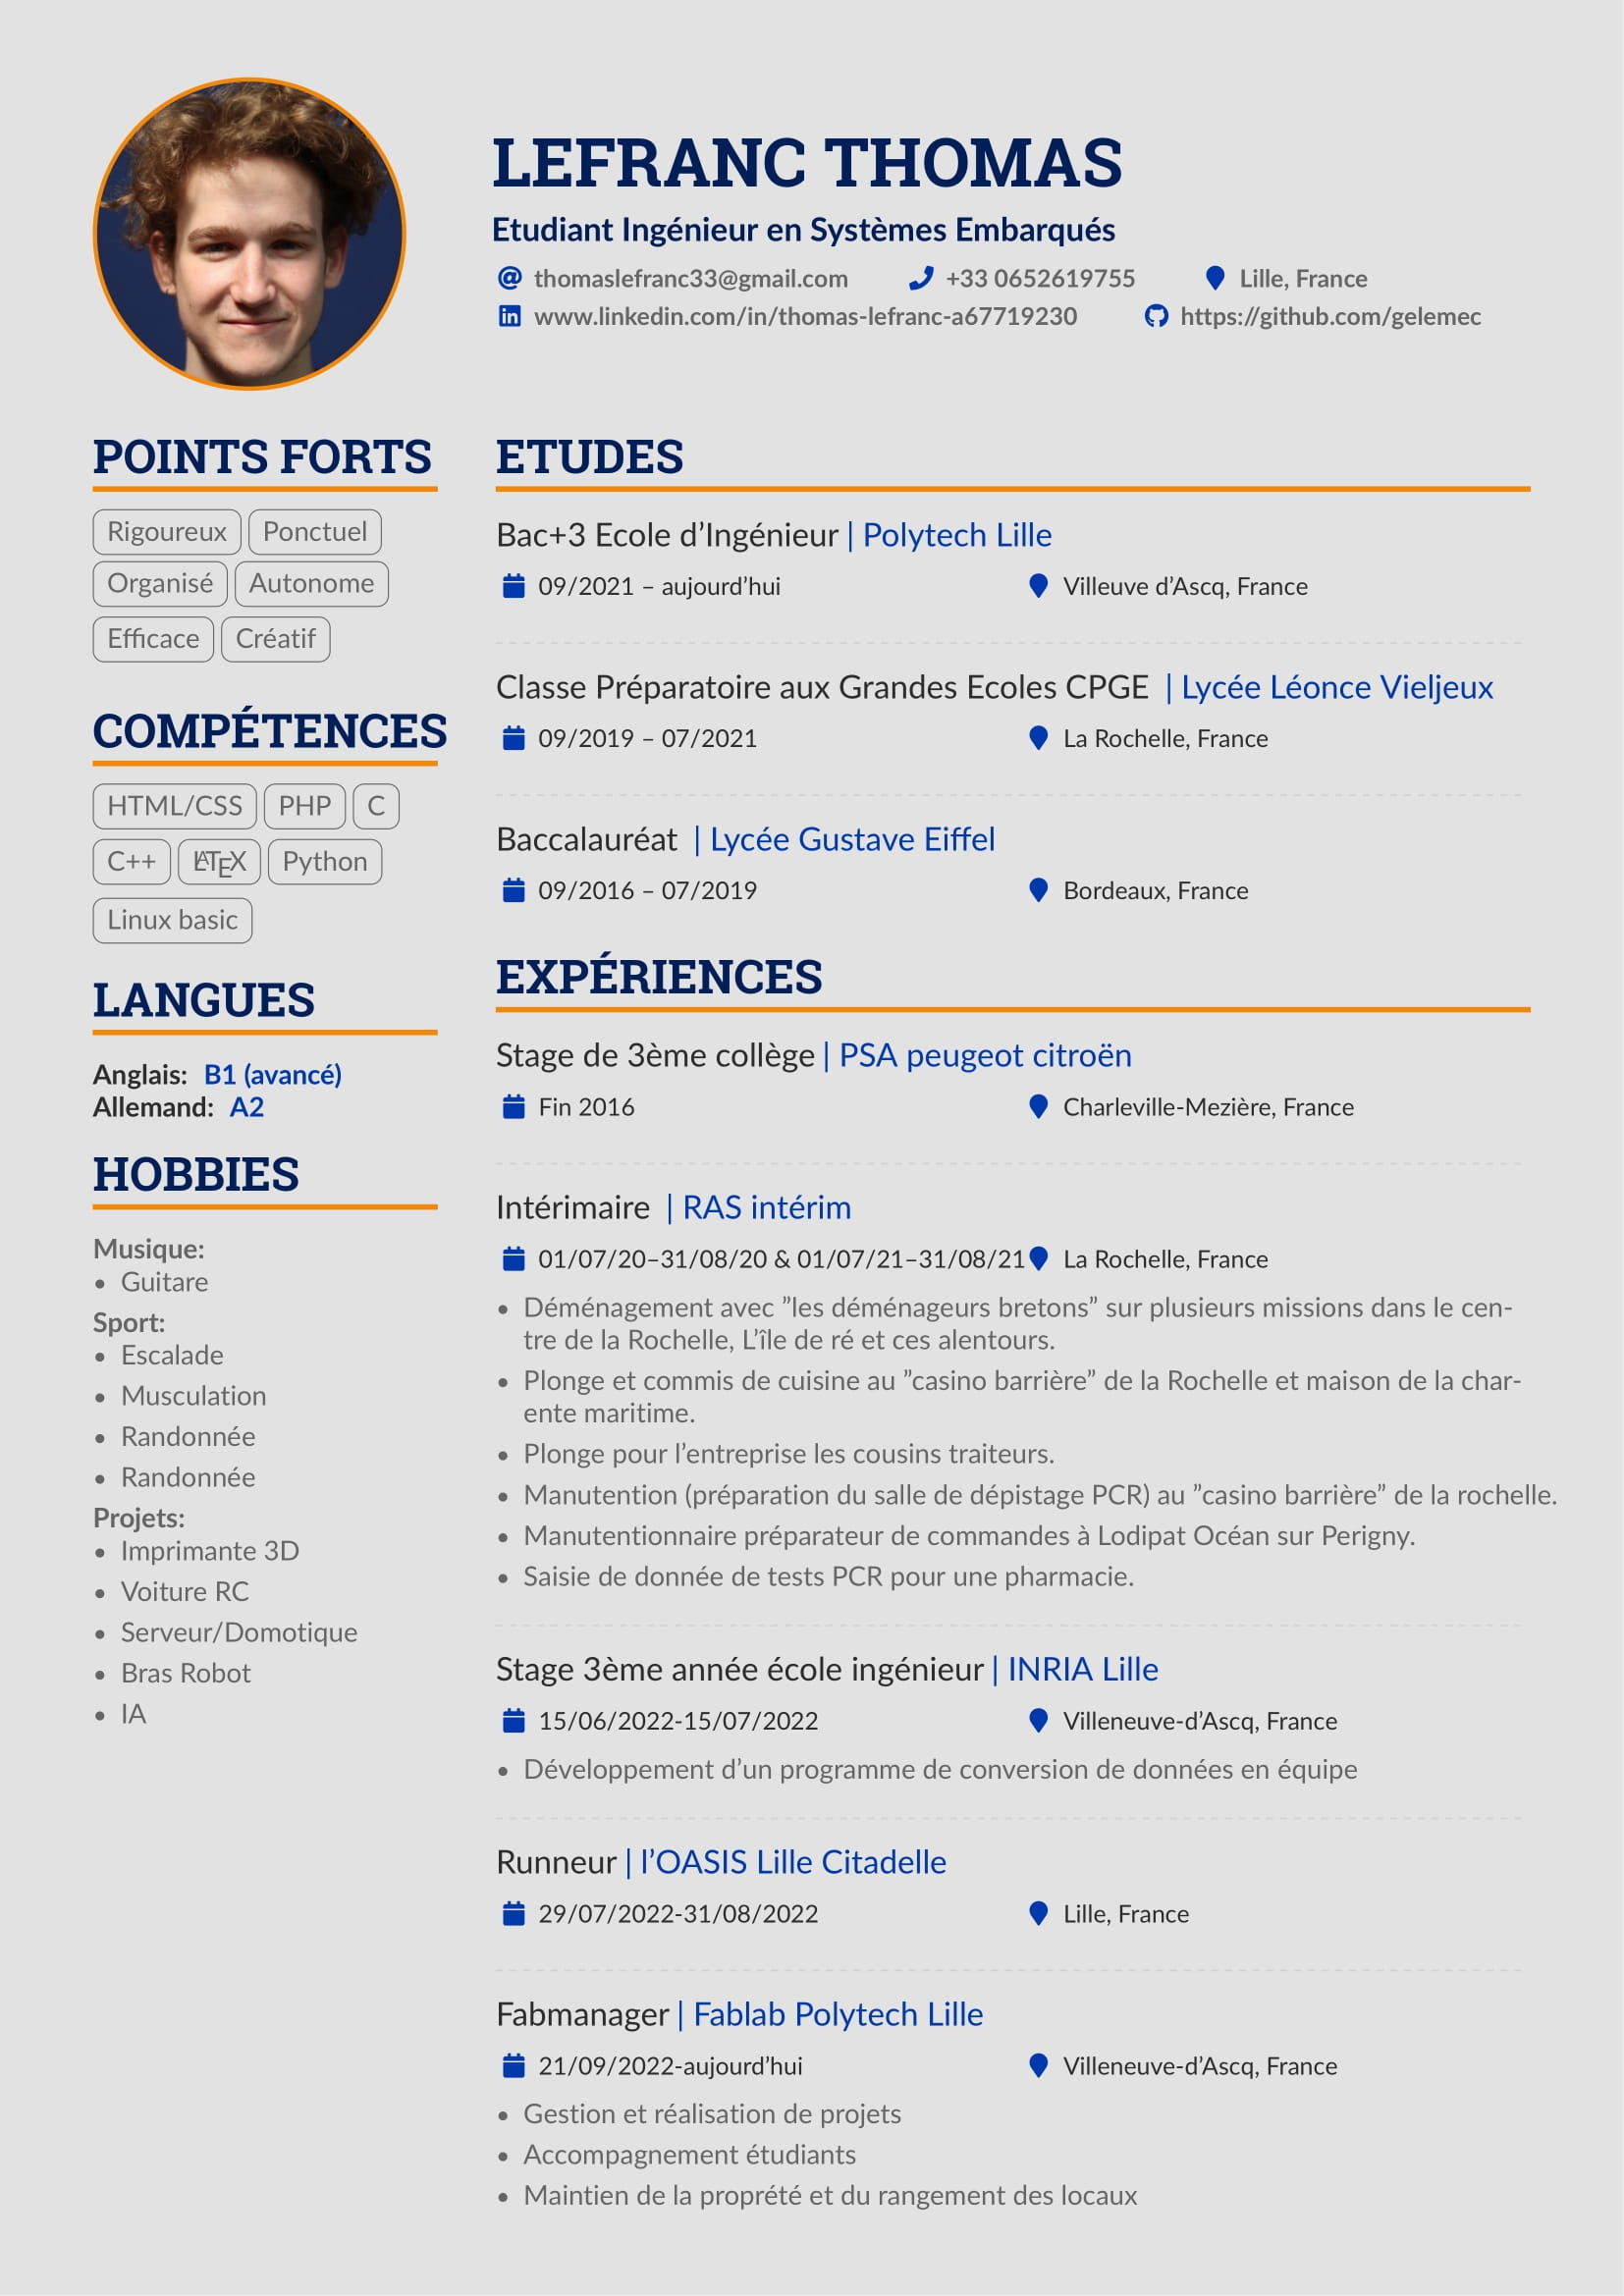 LEFRANC THOMAS
Etudiant Ingénieur en Systèmes Embarqués
thomaslefranc33@gmail.com +33 0652619755 Lille, France
www.linkedin.com/in/thomas-lefranc-a67719230 https://github.com/gelemec
POINTS FORTS
Rigoureux Ponctuel
Organisé Autonome
Efficace Créatif
COMPÉTENCES
HTML/CSS PHP C
C++ LATEX Python
Linux basic
LANGUES
Anglais: B1 (avancé)
Allemand: A2
HOBBIES
Musique:
• Guitare
Sport:
• Escalade
• Musculation
• Randonnée
• Randonnée
Projets:
• Imprimante 3D
• Voiture RC
• Serveur/Domotique
• Bras Robot
• IA
ETUDES
Bac+3 Ecole d’Ingénieur | Polytech Lille
09/2021 – aujourd’hui Villeuve d’Ascq, France
Classe Préparatoire aux Grandes Ecoles CPGE | Lycée Léonce Vieljeux
09/2019 – 07/2021 La Rochelle, France
Baccalauréat | Lycée Gustave Eiffel
09/2016 – 07/2019 Bordeaux, France
EXPÉRIENCES
Stage de 3ème collège | PSA peugeot citroën
Fin 2016 Charleville-Mezière, France
Intérimaire | RAS intérim
01/07/20–31/08/20 & 01/07/21–31/08/21 La Rochelle, France
• Déménagement avec ”les déménageurs bretons” sur plusieurs missions dans le cen-
tre de la Rochelle, L’île de ré et ces alentours.
• Plonge et commis de cuisine au ”casino barrière” de la Rochelle et maison de la char-
ente maritime.
• Plonge pour l’entreprise les cousins traiteurs.
• Manutention (préparation du salle de dépistage PCR) au ”casino barrière” de la rochelle.
• Manutentionnaire préparateur de commandes à Lodipat Océan sur Perigny.
• Saisie de donnée de tests PCR pour une pharmacie.
Stage 3ème année école ingénieur | INRIA Lille
15/06/2022-15/07/2022 Villeneuve-d’Ascq, France
• Développement d’un programme de conversion de données en équipe
Runneur | l’OASIS Lille Citadelle
29/07/2022-31/08/2022 Lille, France
Fabmanager | Fablab Polytech Lille
21/09/2022-aujourd’hui Villeneuve-d’Ascq, France
• Gestion et réalisation de projets
• Accompagnement étudiants
• Maintien de la proprété et du rangement des locaux